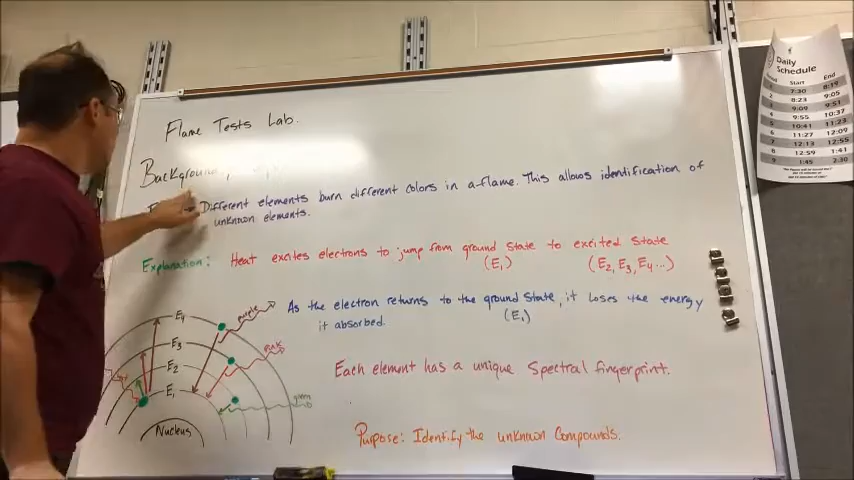 Flame Tests Lab.
Background,
Different elements burn different colors in a flame. This allows identification of
unknown elements.
Explanation: Heat excites electrons to jump from ground state to excited state
(E1) (E2, E3, E4...)
As the electron returns to the ground state, it loses the energy
it absorbed. (E1)
Each element has a unique spectral fingerprint.
Purpose: Identify the unknown compounds.
E4
E3
E2
E1
Nucleus
purple
pink
green
Daily
Schedule
Start End
7:30 8:19
2 8:23 9:05
3 9:09 9:51
4 9:55 10:37
5 10:41 11:23
6 11:27 12:09
7 12:13 12:55
8 12:59 1:41
9 1:45 2:30